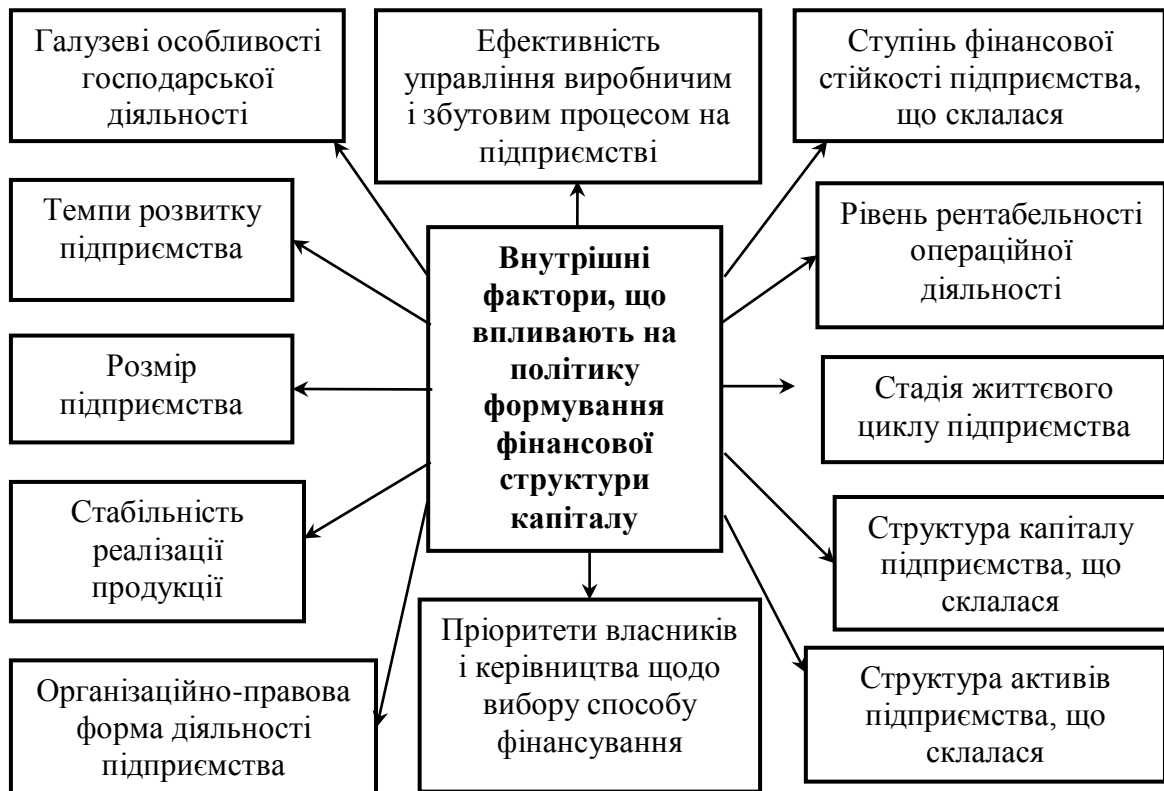 Галузеві особливості
господарської
діяльності
Ефективність
управління виробничим
і збутовим процесом на
підприємстві
Ступінь фінансової
стійкості підприємства,
що склалася
Темпи розвитку
підприємства
Рівень рентабельності
операційної
діяльності
Внутрішні
фактори, що
впливають на
політику
формування
фінансової
структури
капіталу
Розмір
підприємства
Стадія життєвого
циклу підприємства
Стабільність
реалізації
продукції
Структура капіталу
підприємства, що
склалася
Організаційно-правова
форма діяльності
підприємства
Пріоритети власників
і керівництва щодо
вибору способу
фінансування
Структура активів
підприємства, що
склалася